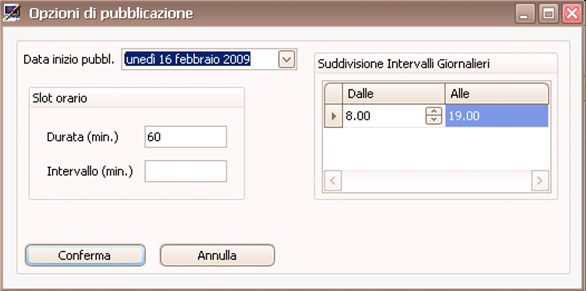 Opzioni di pubblicazione
Data inizio pubbl. unedì 16 febbraio 2009
Suddivisione Intervalli Giornalieri
Slot orario
Dalle Alle
8.00 19.00
Durata (min.) 60
Intervallo (min.)
Conferma Annulla